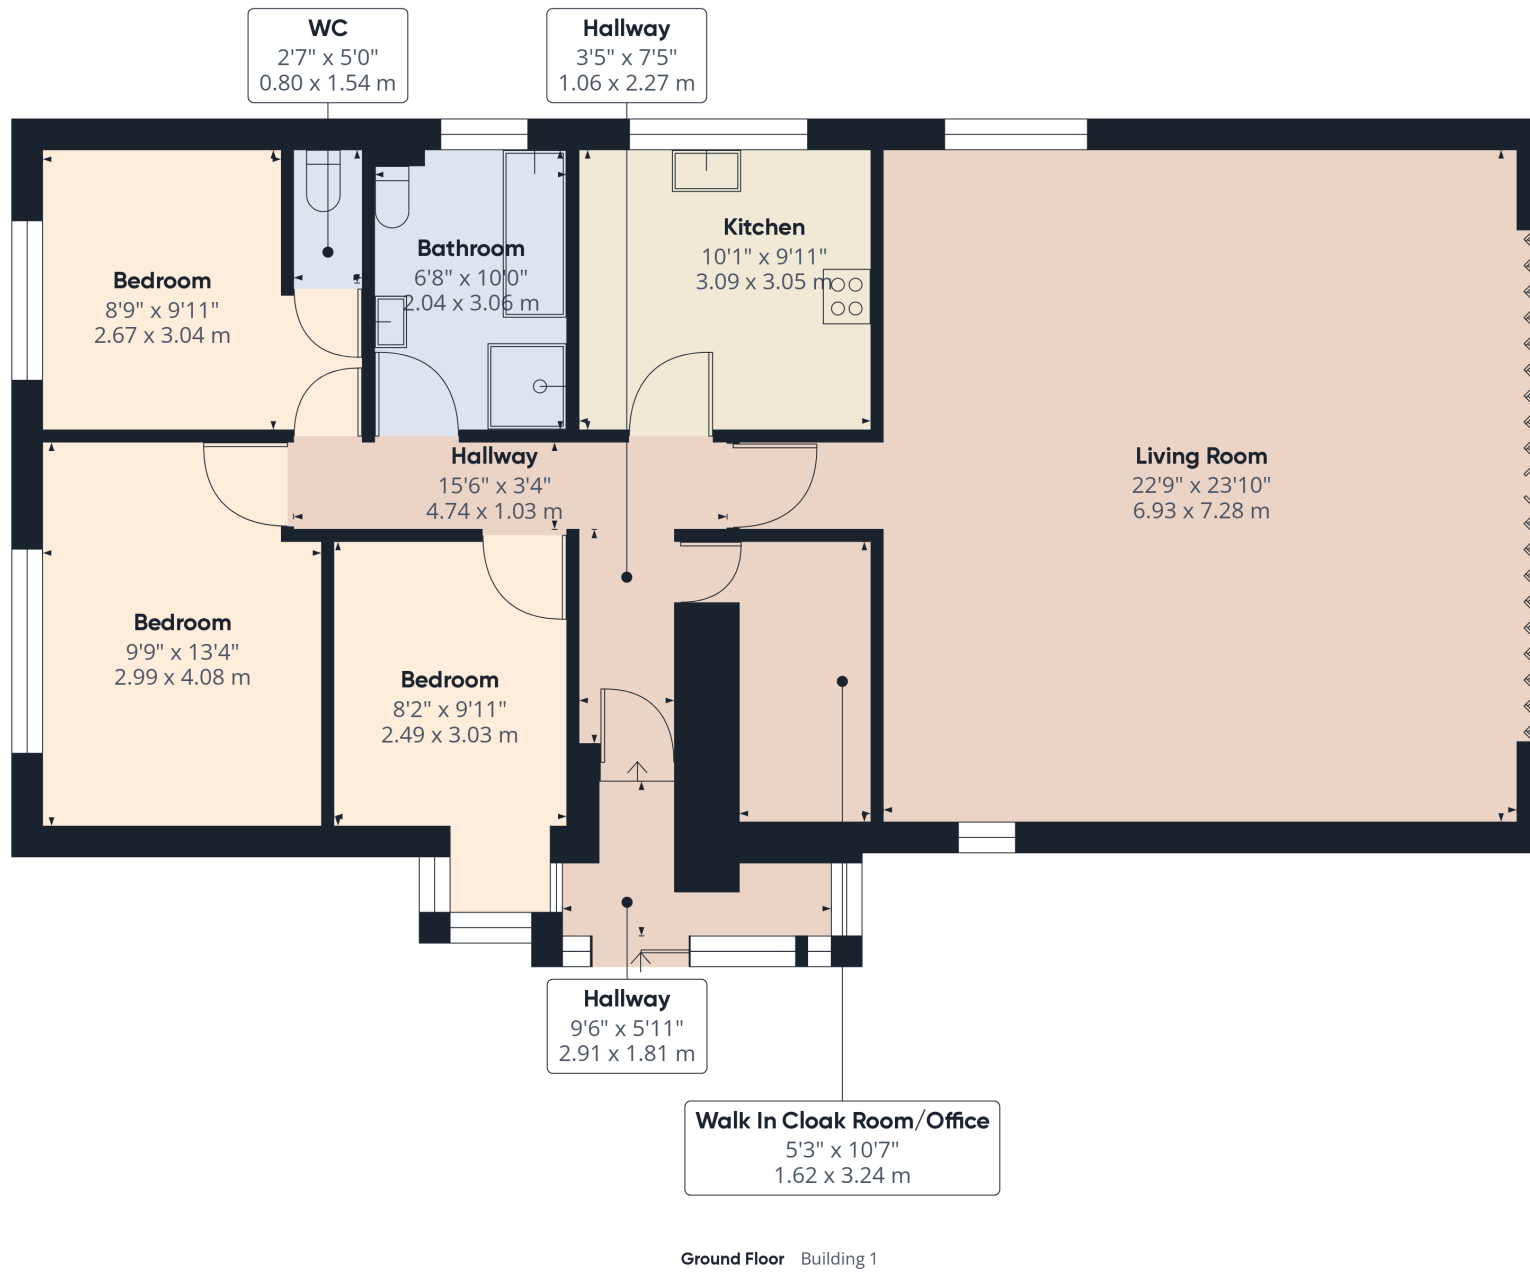 WC
2'7" x 5'0"
0.80 x 1.54 m
Hallway
3'5" x 7'5"
1.06 x 2.27 m
Bedroom
8'9" x 9'11"
2.67 x 3.04 m
Bathroom
6'8" x 10'0"
2.04 x 3.06 m
Kitchen
10'1" x 9'11"
3.09 x 3.05 m
Hallway
15'6" x 3'4"
4.74 x 1.03 m
Living Room
22'9" x 23'10"
6.93 x 7.28 m
Bedroom
9'9" x 13'4"
2.99 x 4.08 m
Bedroom
8'2" x 9'11"
2.49 x 3.03 m
Hallway
9'6" x 5'11"
2.91 x 1.81 m
Walk In Cloak Room/Office
5'3" x 10'7"
1.62 x 3.24 m
Ground Floor Building 1